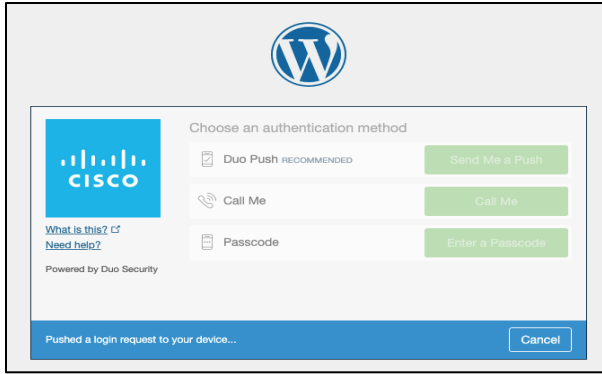 CISCO
What is this?
Need help?
Powered by Duo Security
Choose an authentication method
Duo Push RECOMMENDED
Send Me a Push
Call Me
Call Me
Passcode
Enter a Passcode
Pushed a login request to your device...
Cancel